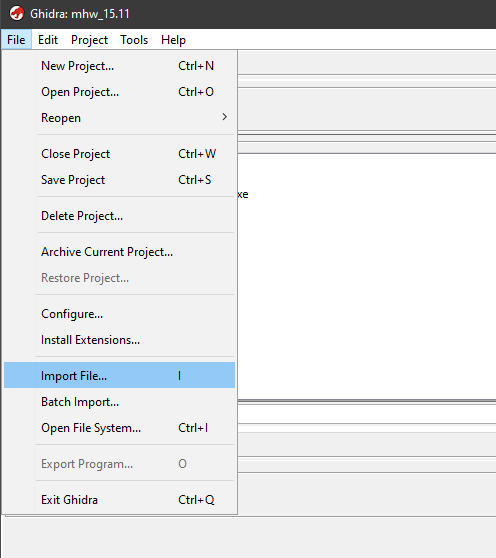 Ghidra: mhw_15.11
File Edit Project Tools Help
New Project... Ctrl+N
Open Project... Ctrl+O
Reopen
Close Project Ctrl+W
Save Project Ctrl+S
xe
Delete Project...
Archive Current Project...
Restore Project...
Configure...
Install Extensions...
Import File... I
Batch Import...
Open File System... Ctrl+I
Export Program... O
Exit Ghidra Ctrl+Q